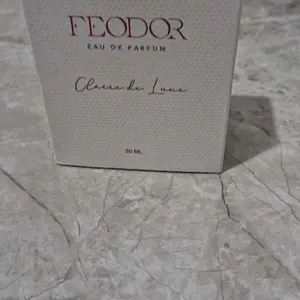 FEODOR
EAU DE PARFUM
Claire de Lune
50 ML